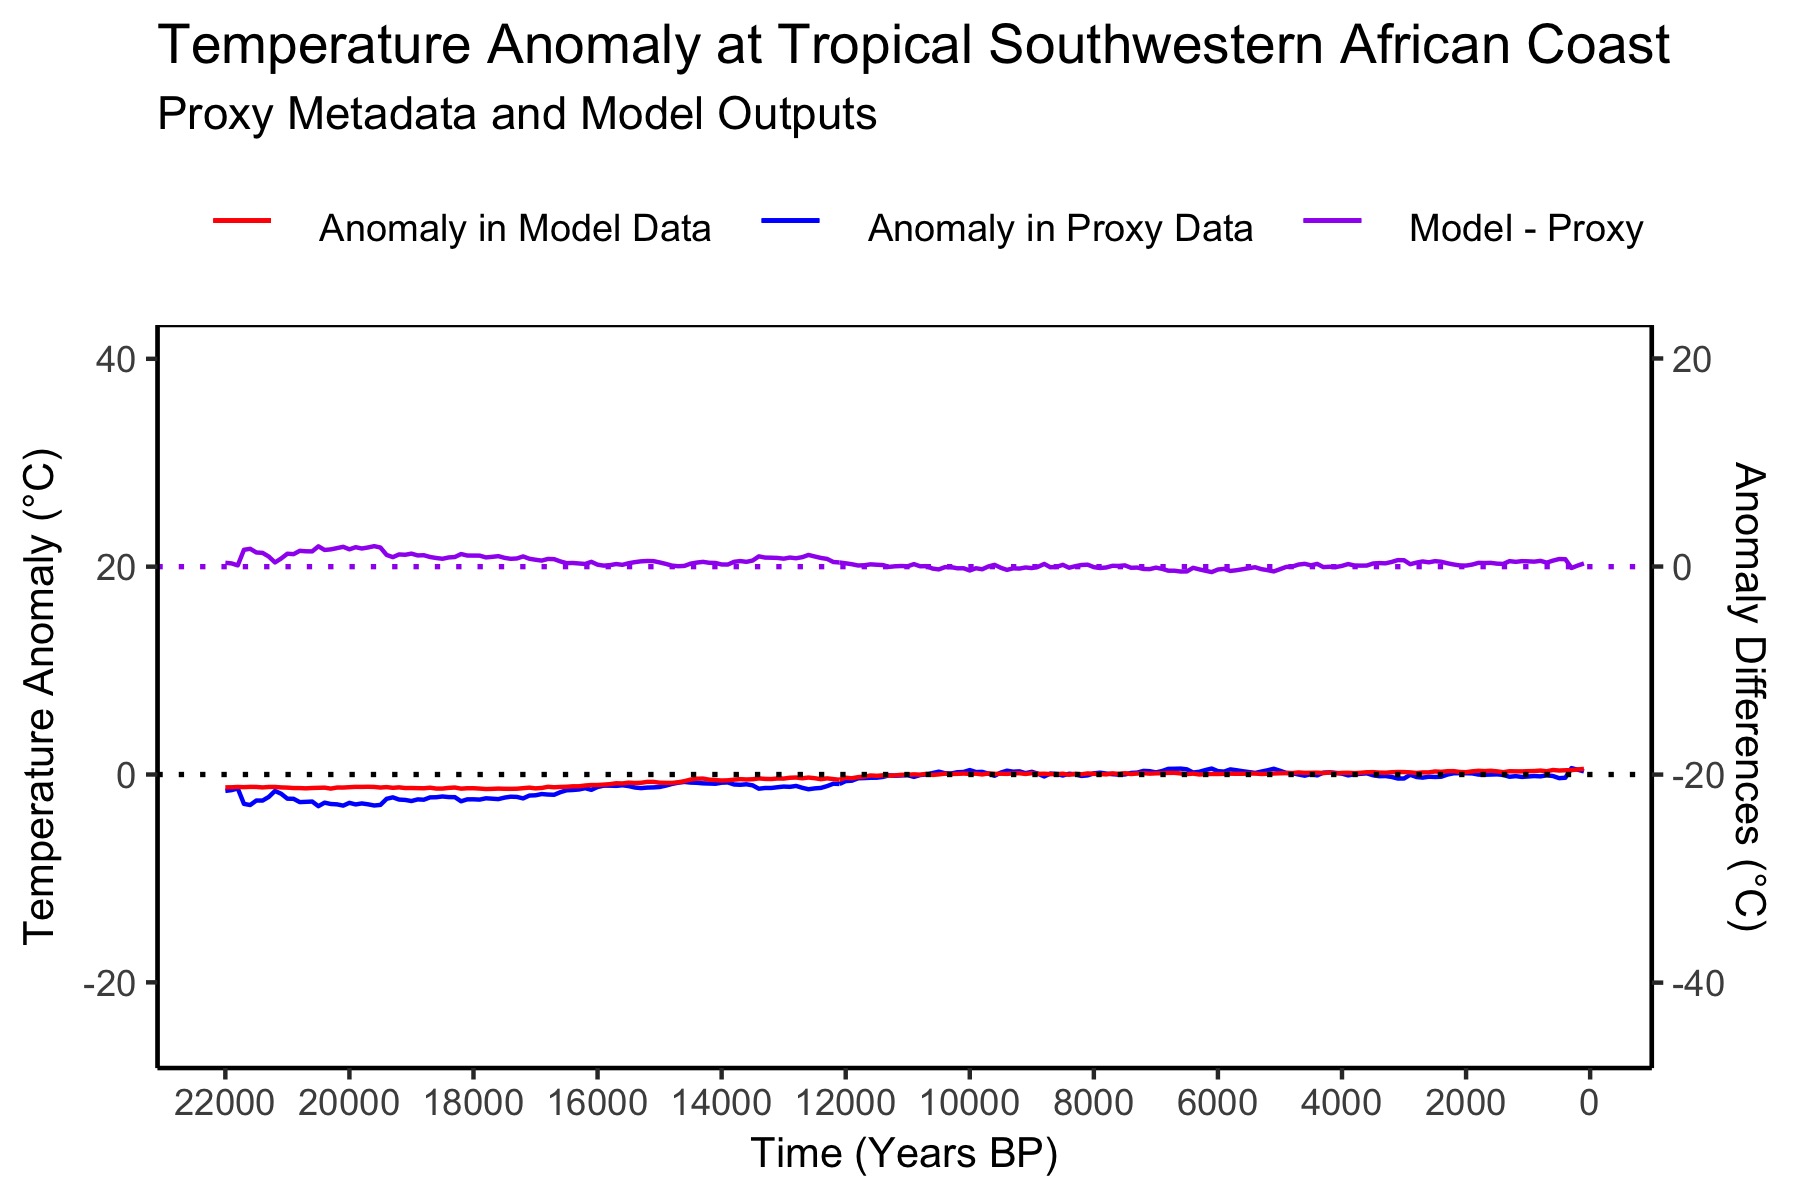 Temperature Anomaly at Tropical Southwestern African Coast
Proxy Metadata and Model Outputs
Anomaly in Model Data
Anomaly in Proxy Data
Model - Proxy
Temperature Anomaly (°C)
40
20
0
-20
20
0
-20
-40
Anomaly Differences (°C)
22000 20000 18000 16000 14000 12000 10000 8000 6000 4000 2000 0
Time (Years BP)